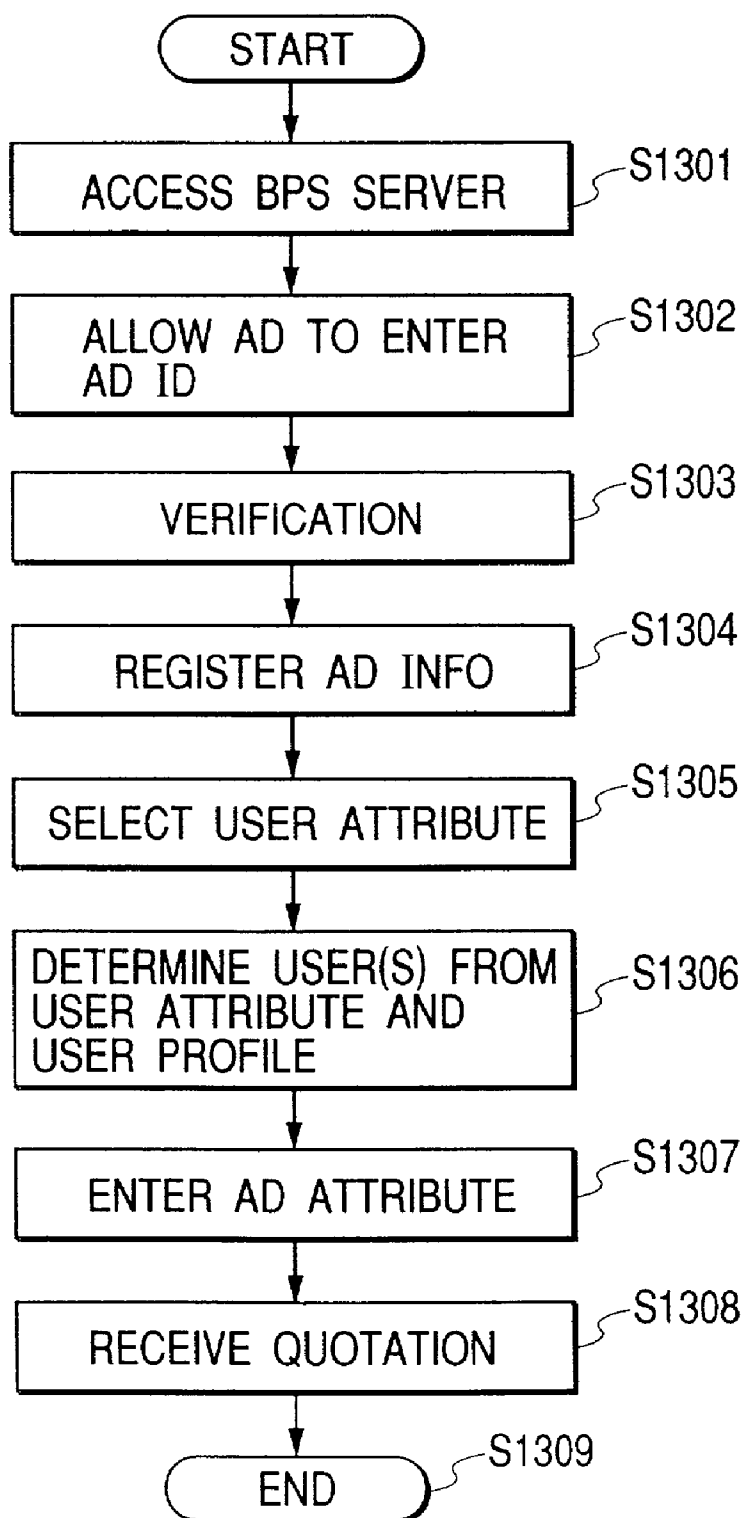 START
ACCESS BPS SERVER
S1301
ALLOW AD TO ENTER
AD ID
S1302
VERIFICATION
S1303
REGISTER AD INFO
S1304
SELECT USER ATTRIBUTE
S1305
DETERMINE USER(S) FROM
USER ATTRIBUTE AND
USER PROFILE
S1306
ENTER AD ATTRIBUTE
S1307
RECEIVE QUOTATION
S1308
END
S1309